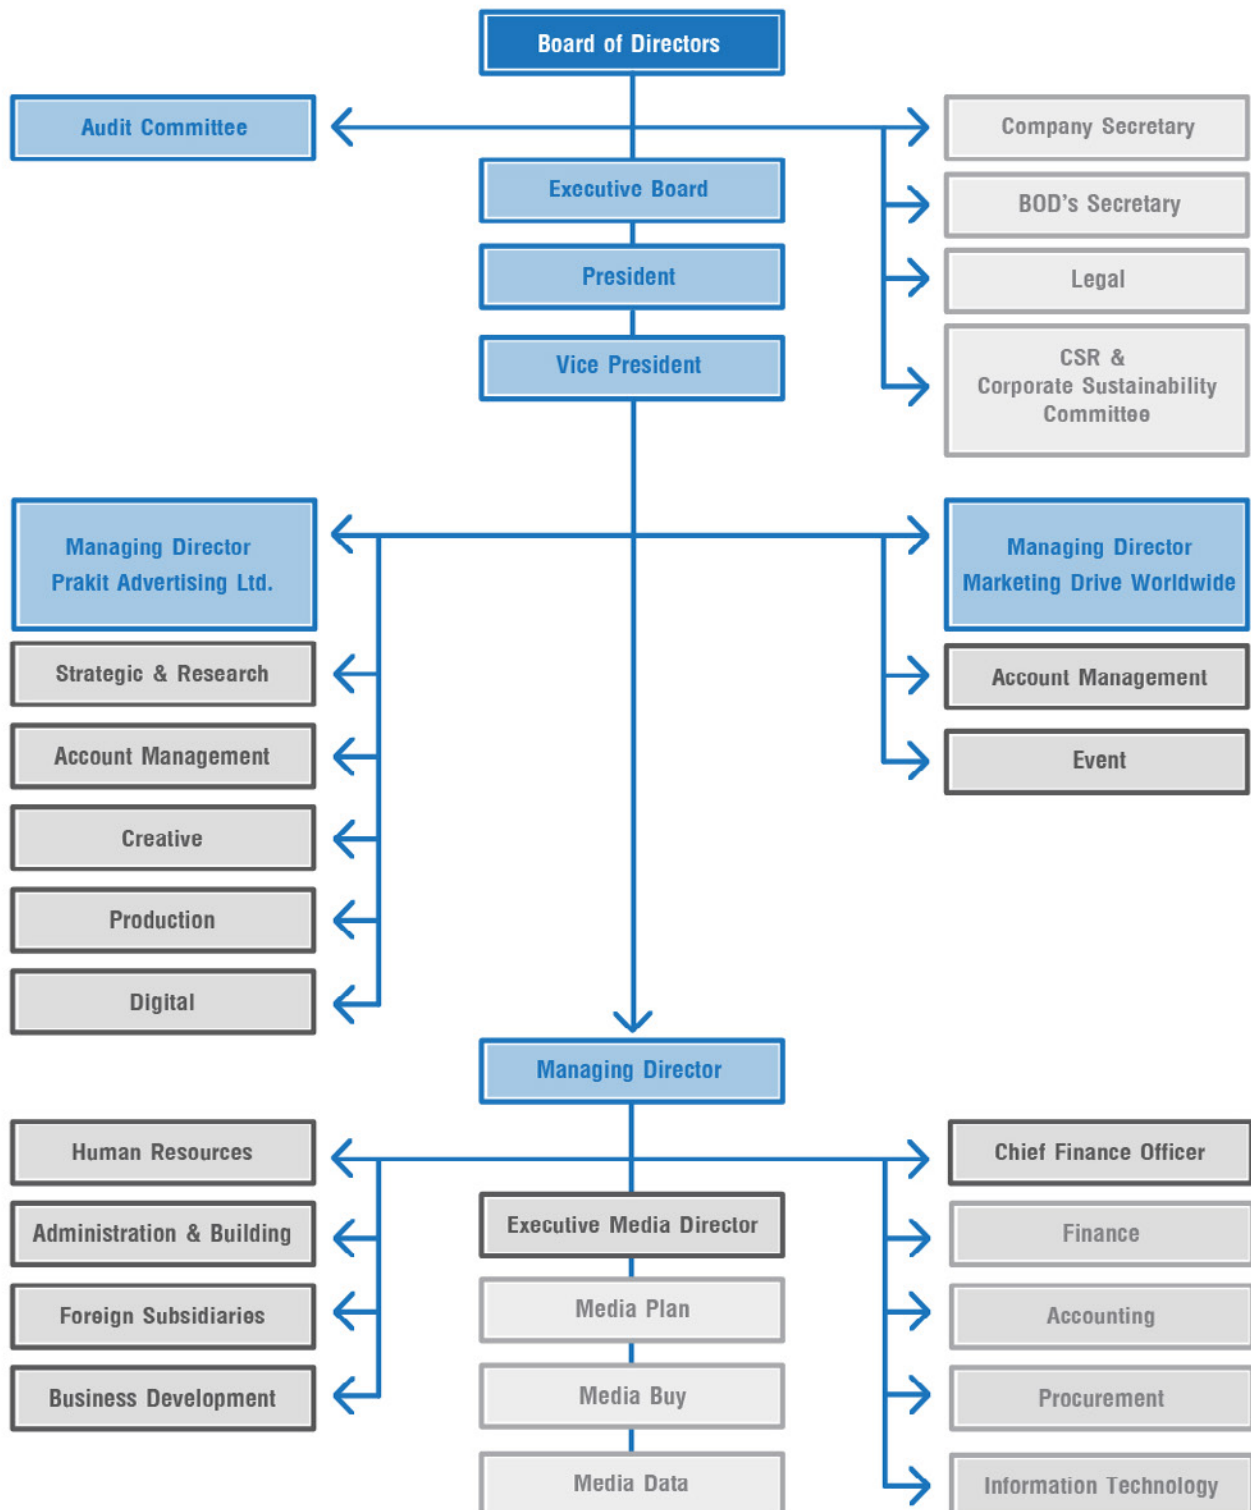 Board of Directors
Audit Committee
Company Secretary
Executive Board
BOD's Secretary
President
Legal
Vice President
CSR &
Corporate Sustainability
Committee
Managing Director
Prakit Advertising Ltd.
Managing Director
Marketing Drive Worldwide
Strategic & Research
Account Management
Account Management
Event
Creative
Production
Digital
Managing Director
Human Resources
Chief Finance Officer
Administration & Building
Executive Media Director
Finance
Foreign Subsidiaries
Media Plan
Accounting
Business Development
Media Buy
Procurement
Media Data
Information Technology